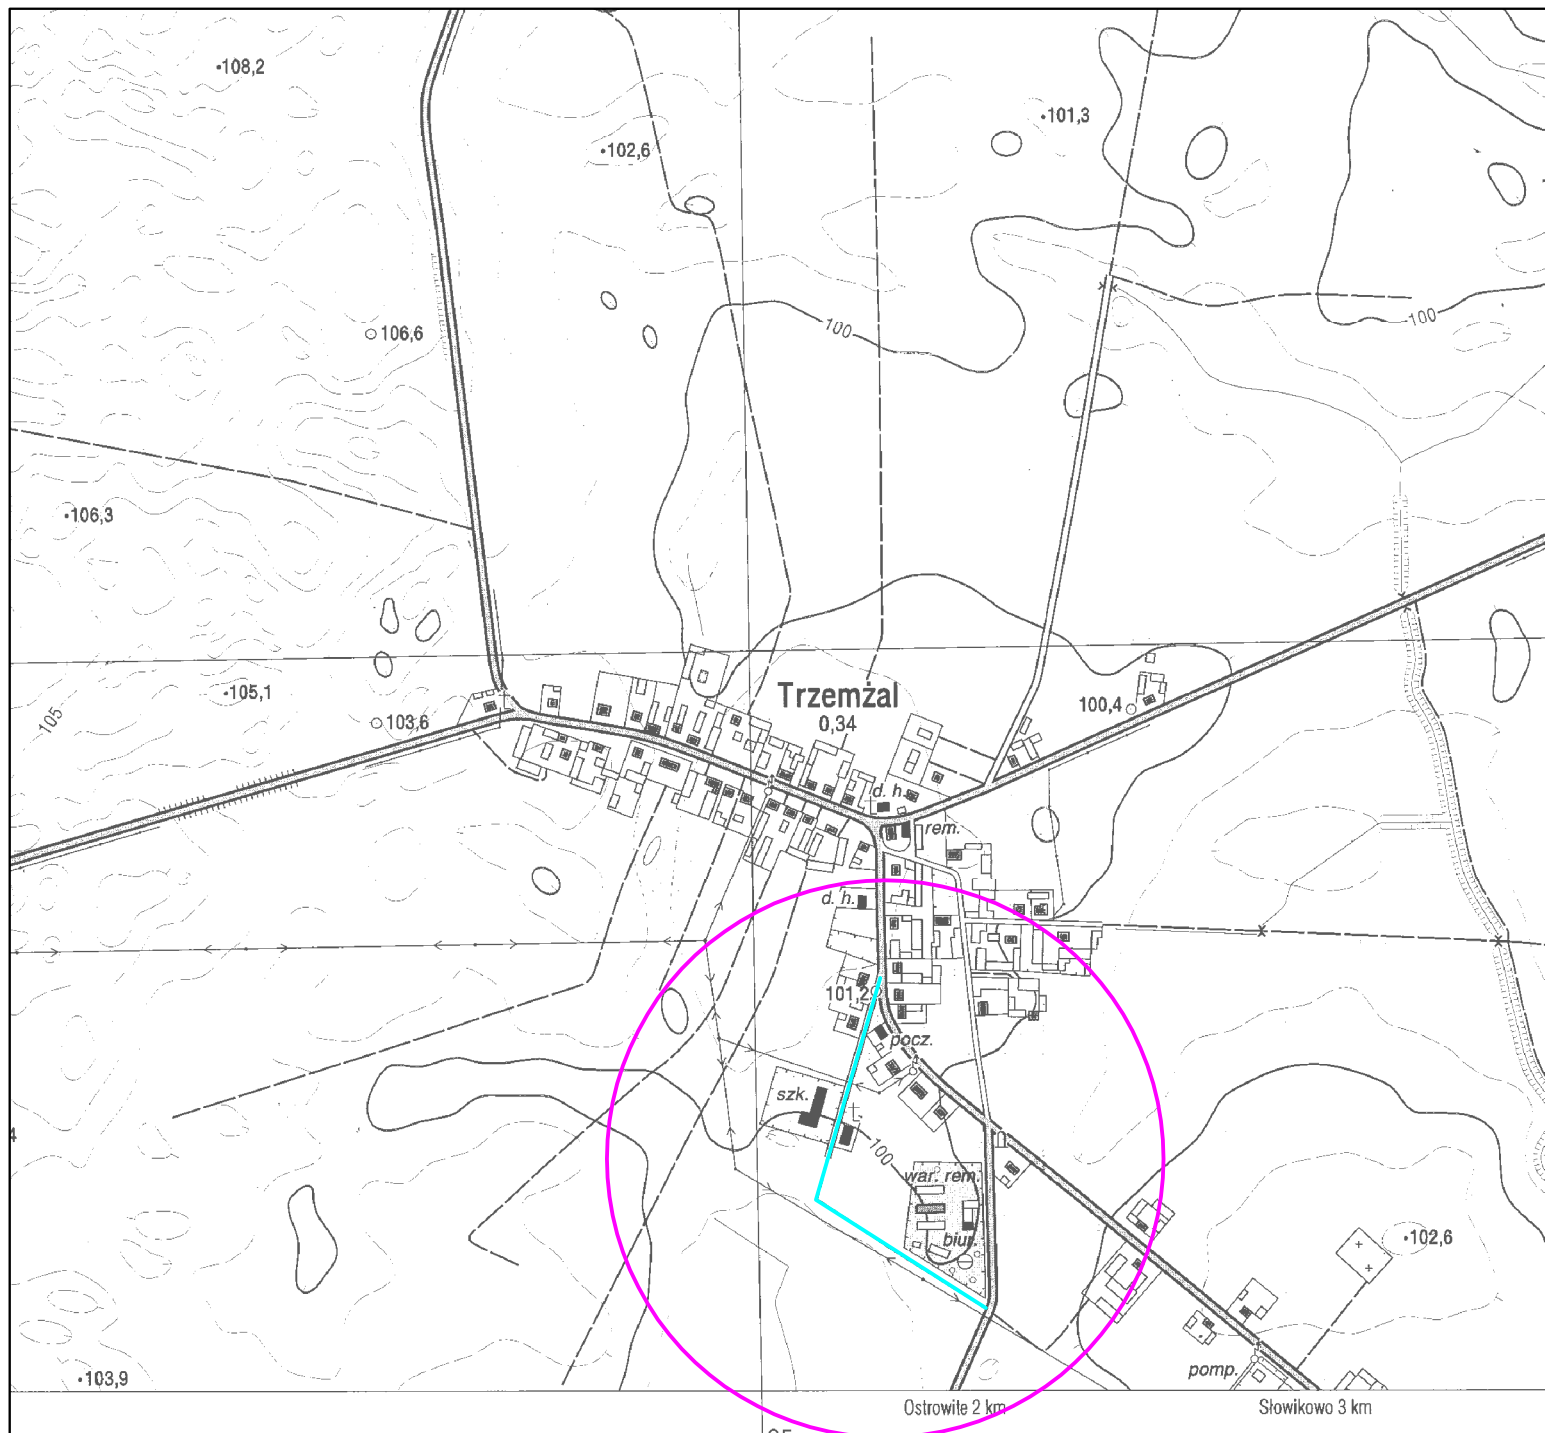 108,2
101,3
102,6
100
100
106,6
106,3
Trzemżal
0,34
105,1
105
103,6
100,4
d. h.
rem.
d. h.
101,2
pocz.
szk.
100
war. rem.
biur.
102,6
4
103,9
pomp.
Ostrowite 2 km
Słowikowo 3 km